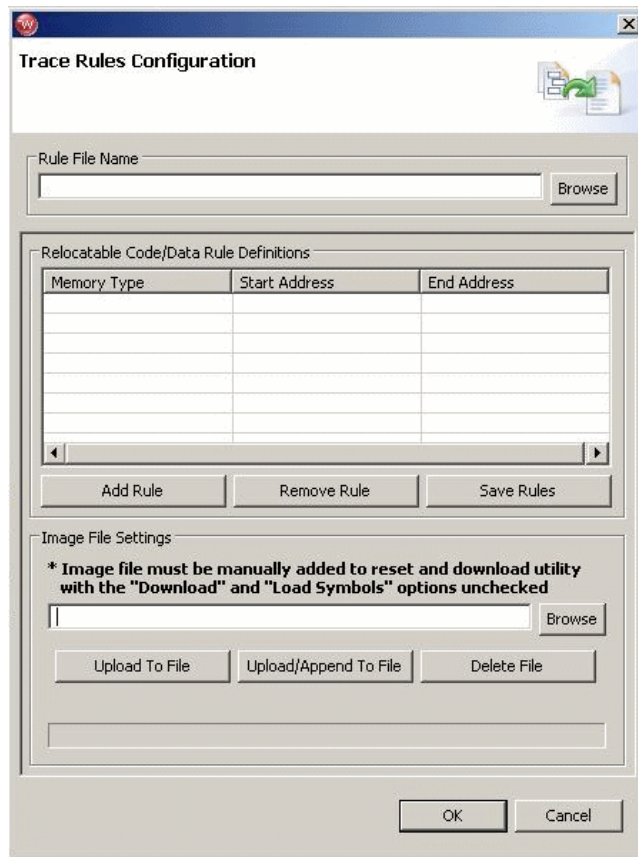 Trace Rules Configuration
Rule File Name
Browse
Relocatable Code/Data Rule Definitions
Memory Type Start Address End Address
Add Rule Remove Rule Save Rules
Image File Settings
* Image file must be manually added to reset and download utility
with the "Download" and "Load Symbols" options unchecked
Browse
Upload To File Upload/Append To File Delete File
OK Cancel